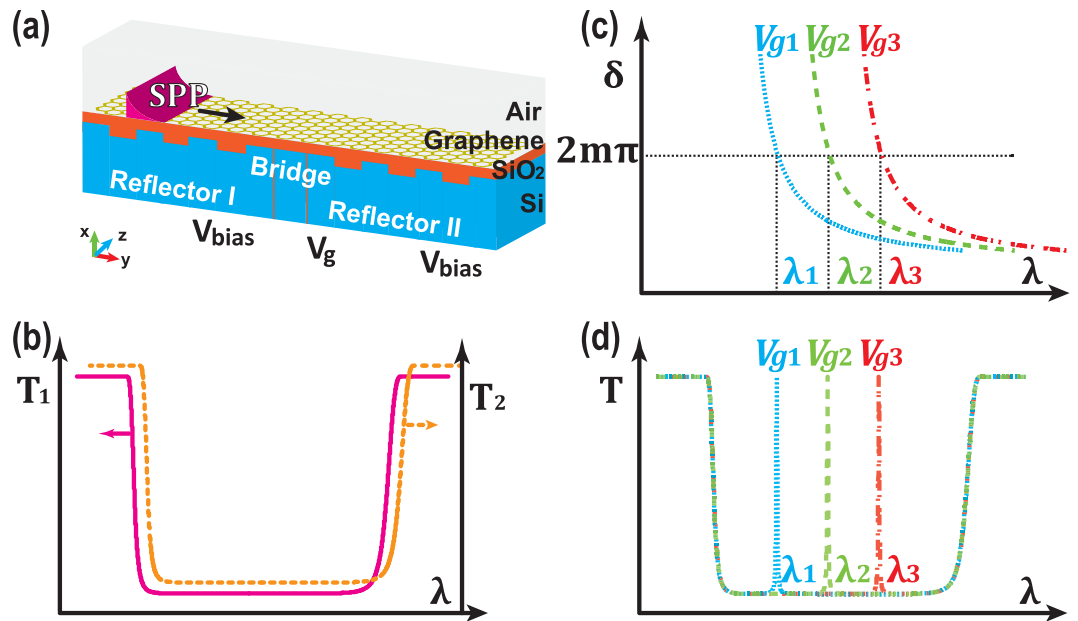 (a)
SPP
Air
Graphene
SiO₂
Bridge
Reflector I
Si
Reflector II
Vbias
Vg
Vbias
x
z
y
(b)
T₁
T₂
λ
(c)
Vg1 Vg2 Vg3
δ
2mπ
λ1 λ2 λ3 λ
(d)
Vg1 Vg2 Vg3
T
λ1 λ2 λ3
λ